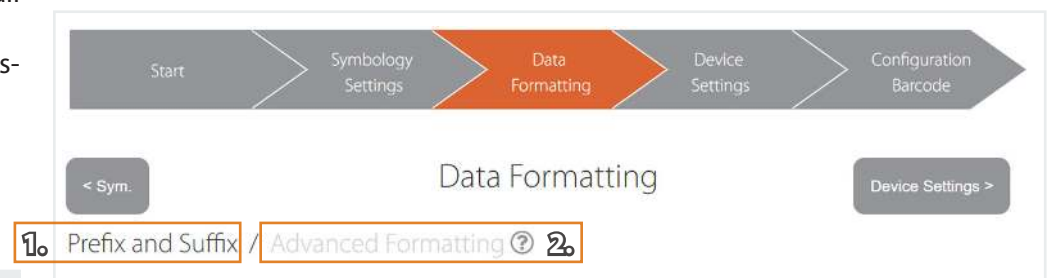 s-
Start
Symbology
Settings
Data
Formatting
Device
Settings
Configuration
Barcode
< Sym.
Data Formatting
Device Settings >
1. Prefix and Suffix / Advanced Formatting ? 2.